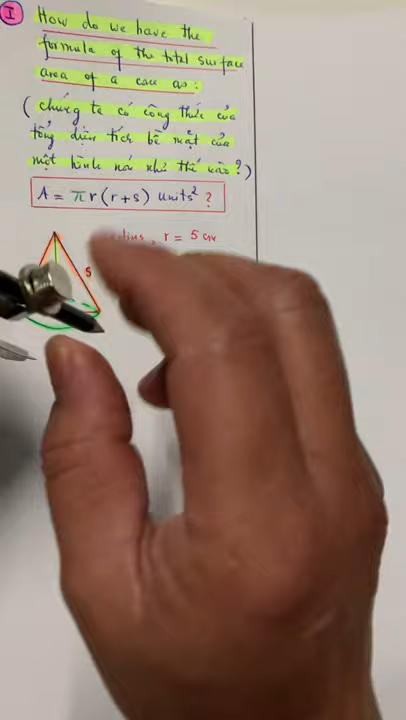 I How do we have the
formula of the total surface
area of a cone as:
(chúng ta có công thức của
tổng diện tích bề mặt của
một hình nón như thế nào?)
A = πr(r+s) units² ?
r = 5 cm
s